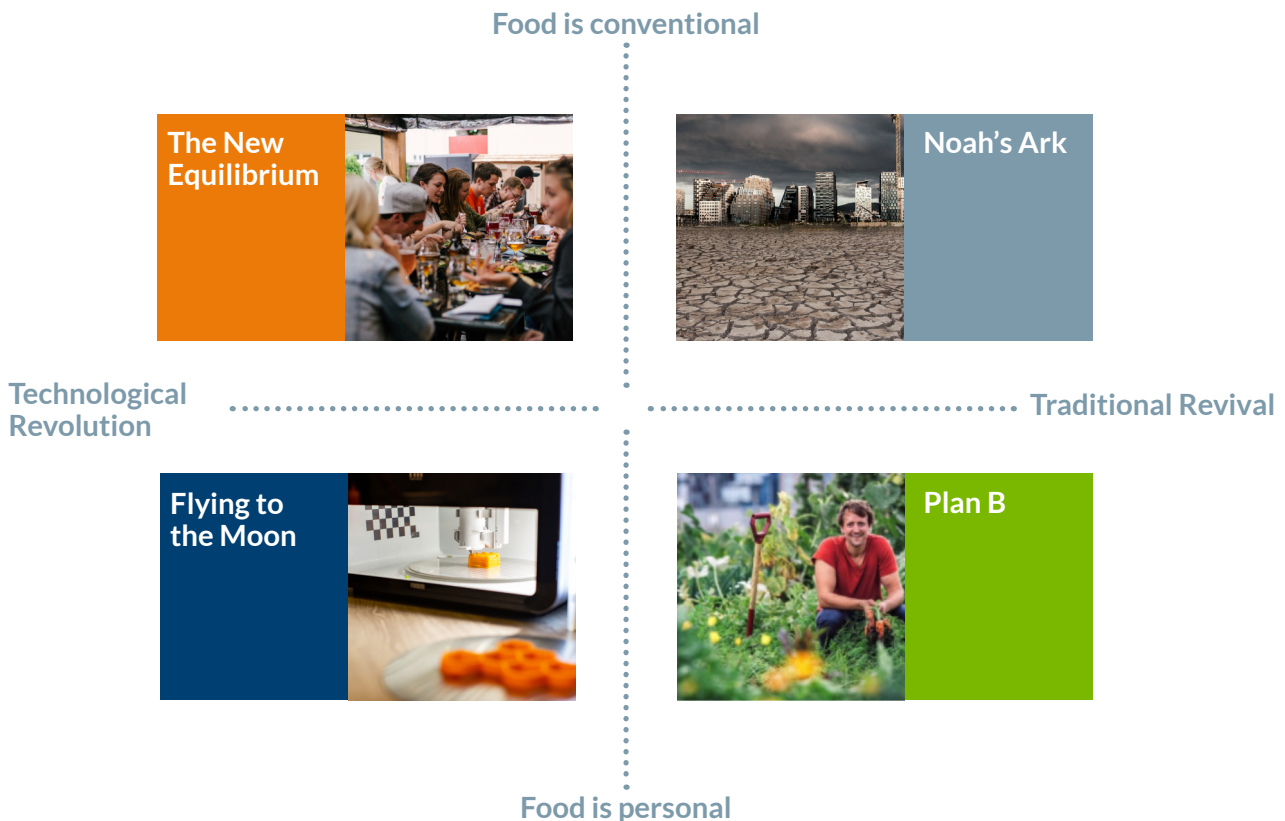 Food is conventional
The New
Equilibrium
Noah’s Ark
Technological
Revolution
Traditional Revival
Flying to
the Moon
Plan B
Food is personal